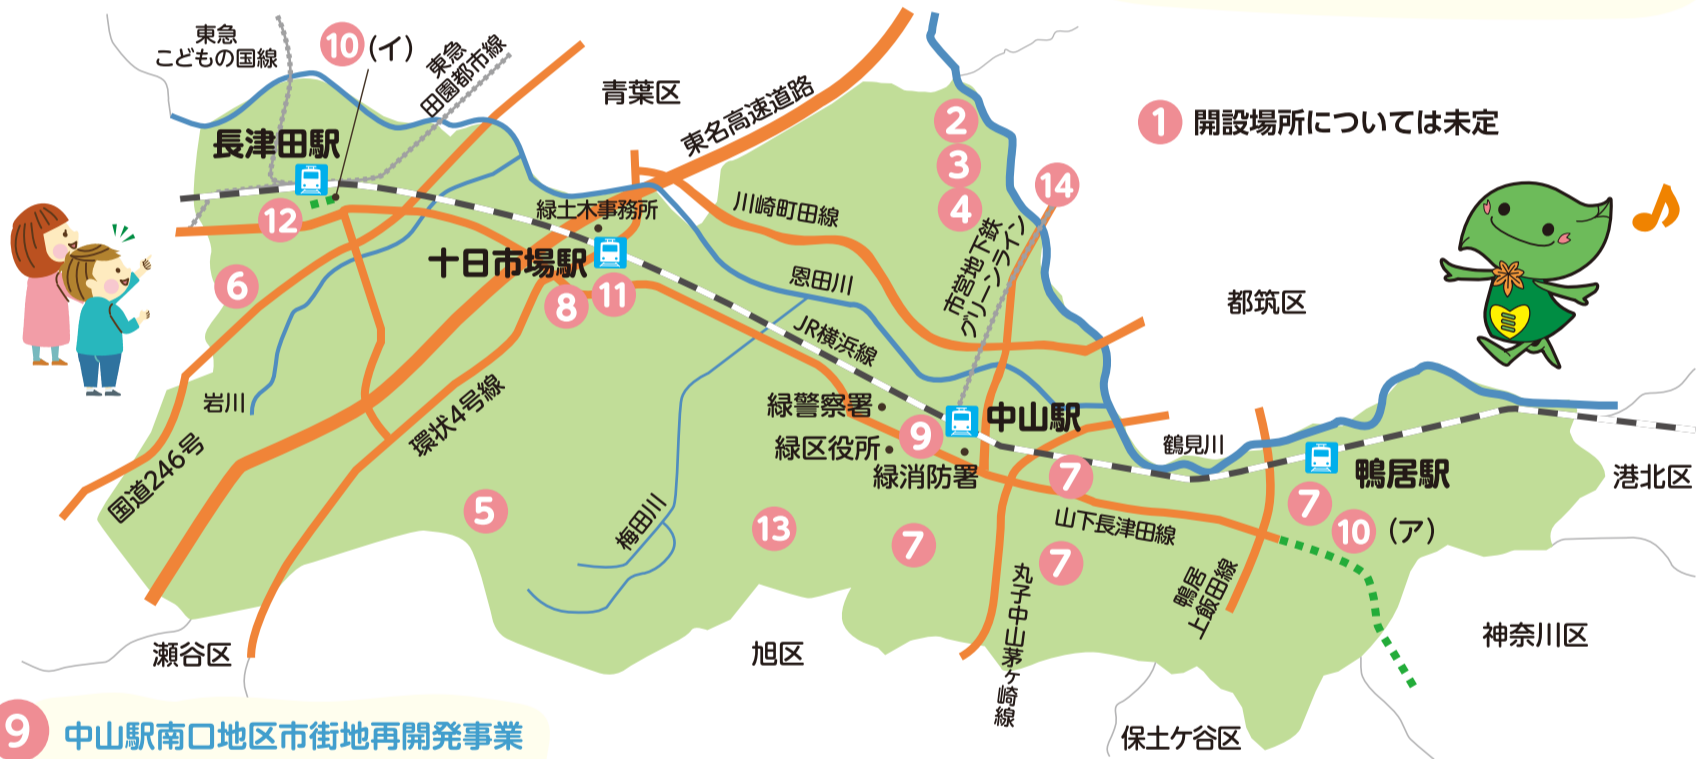 東急
こどもの国線
10
(イ)
東急
田園都市線
青葉区
東名高速道路
1 開設場所については未定
長津田駅
2
3
4
14
12
緑土木事務所
川崎町田線
市営地下鉄
グリーンライン
十日市場駅
恩田川
都筑区
6
8
11
JR横浜線
岩川
環状4号線
緑警察署
中山駅
9
緑区役所
緑消防署
鶴見川
鴨居駅
港北区
国道246号
7
7
5
梅田川
13
7
山下長津田線
10 (ア)
7
丸子中山茅ヶ崎線
鴨居
上飯田線
神奈川区
瀬谷区
旭区
保土ケ谷区
9 中山駅南口地区市街地再開発事業